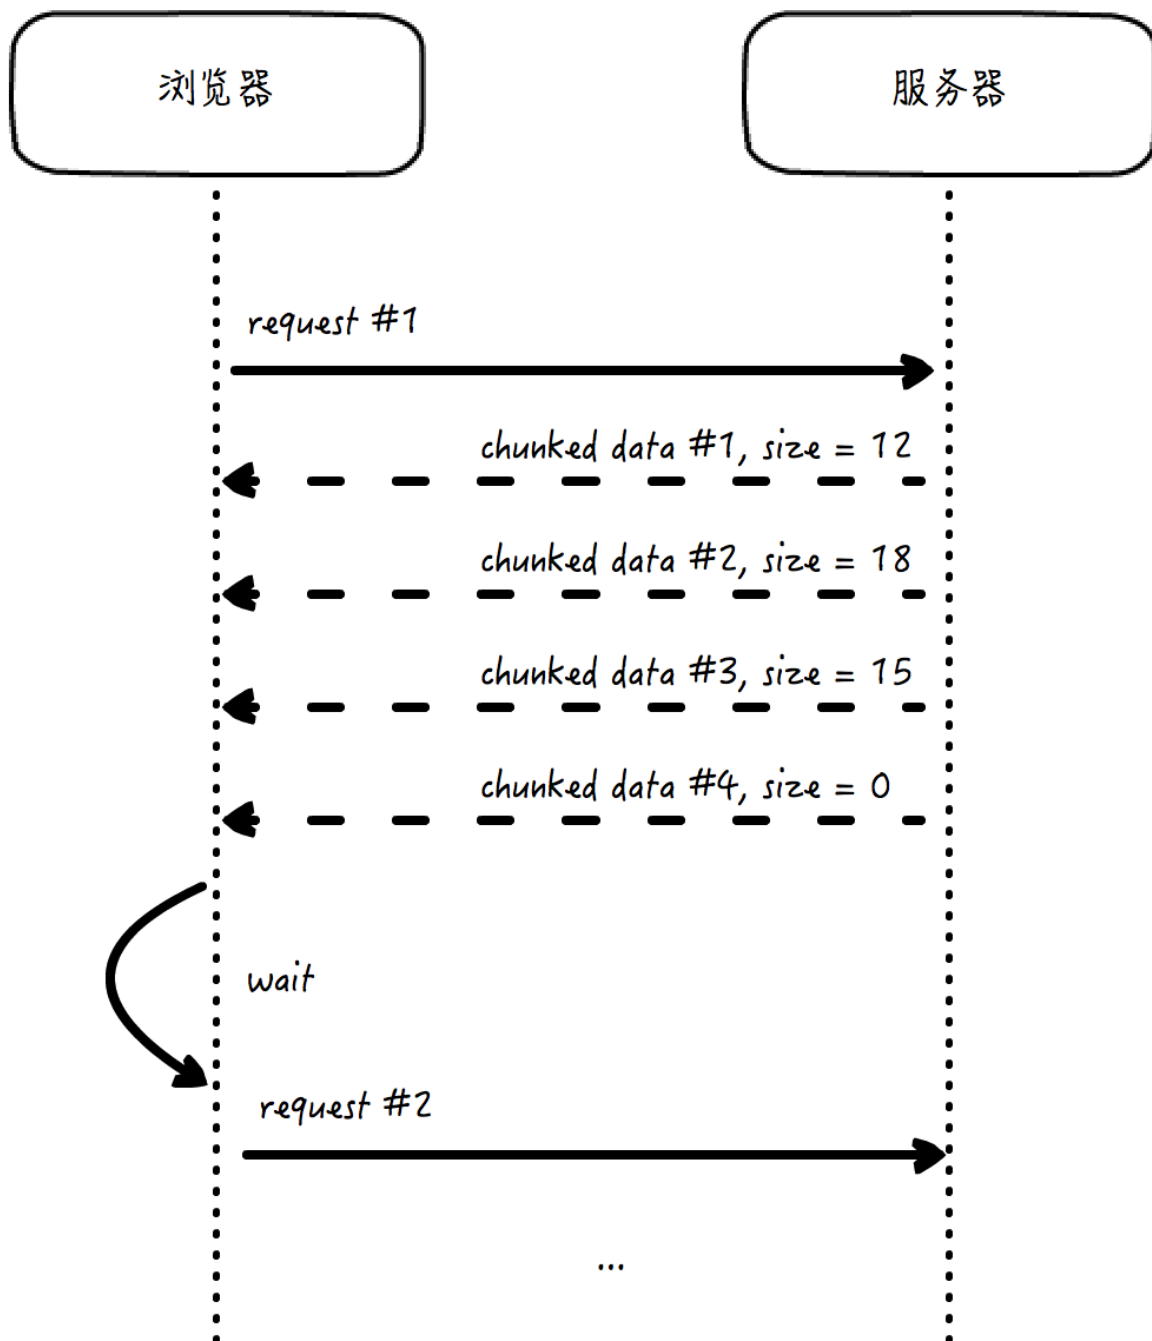 浏览器
服务器
request #1
chunked data #1, size = 12
chunked data #2, size = 18
chunked data #3, size = 15
chunked data #4, size = 0
wait
request #2
...